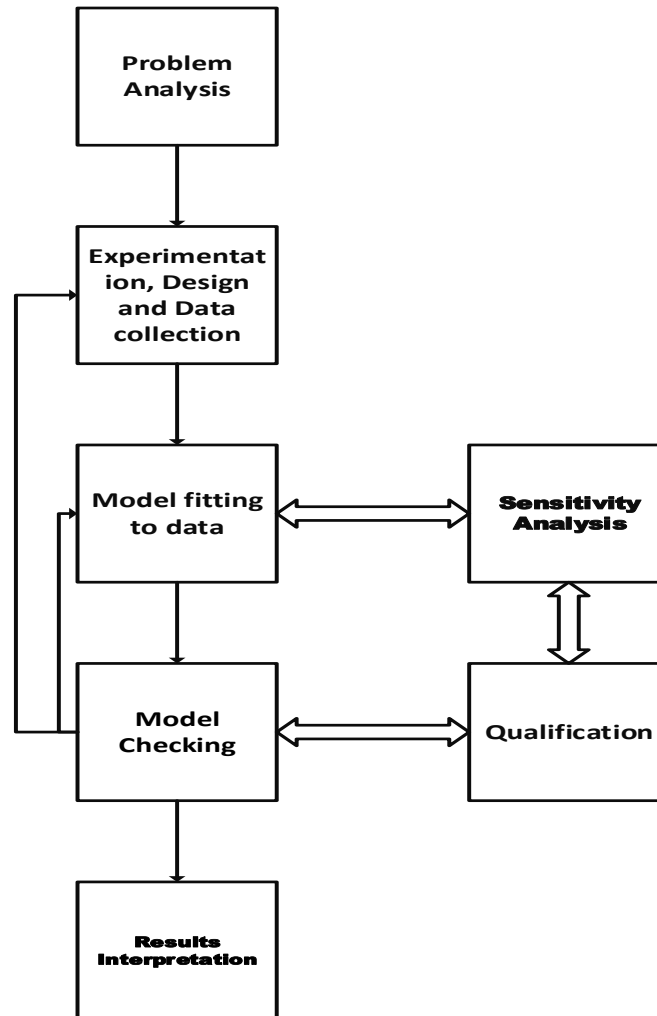 Problem
Analysis
Experimentat
ion, Design
and Data
collection
Model fitting
to data
Sensitivity
Analysis
Model
Checking
Qualification
Results
Interpretation